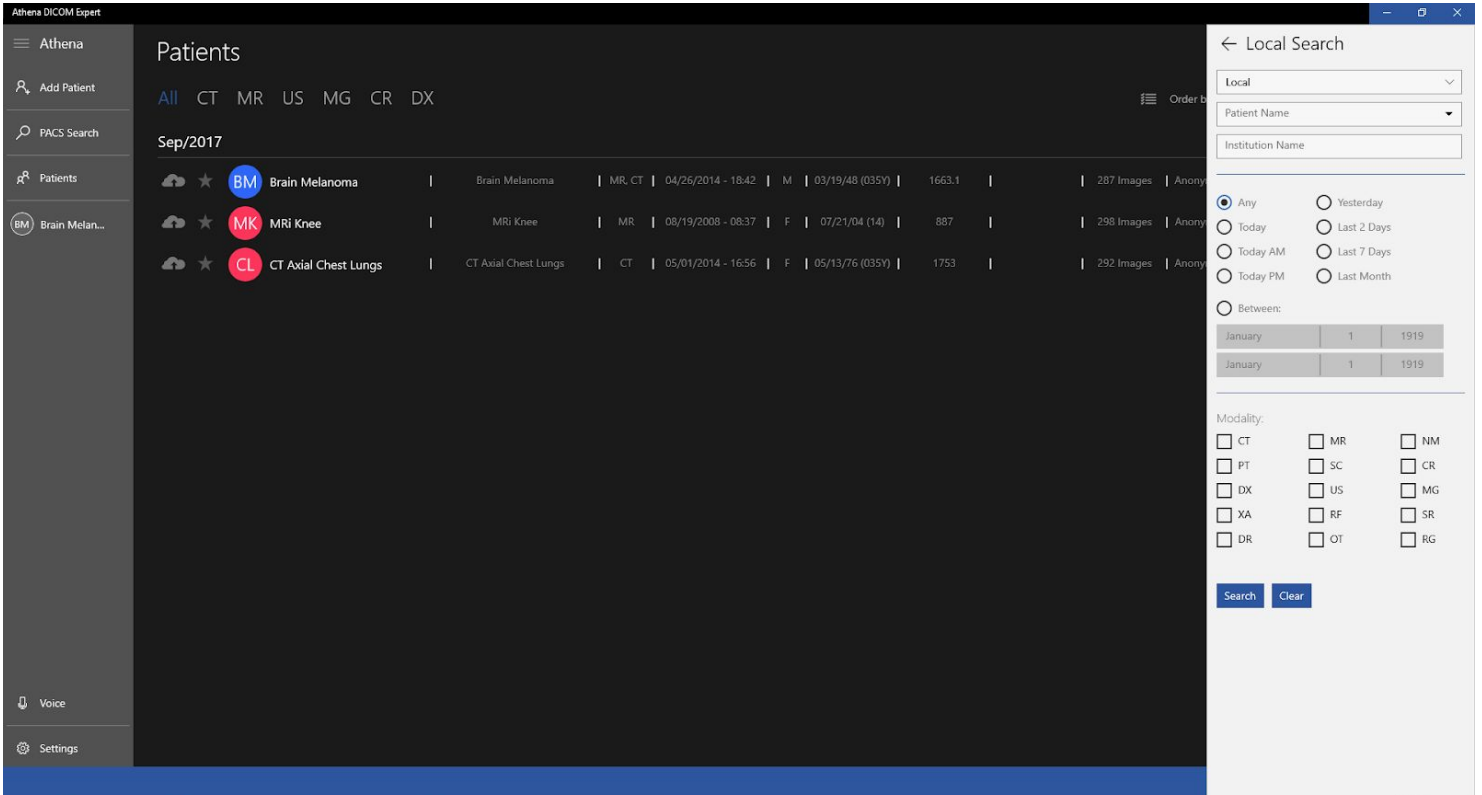 Athena DICOM Expert
Athena
Add Patient
PACS Search
Patients
BM Brain Melan...
Voice
Settings
Patients
All CT MR US MG CR DX
Order b
Sep/2017
BM Brain Melanoma | Brain Melanoma | MR, CT | 04/26/2014 - 18:42 | M | 03/19/48 (035Y) | 1663.1 | | 287 Images | Anony
MK MRi Knee | MRi Knee | MR | 08/19/2008 - 08:37 | F | 07/21/04 (14) | 887 | | 298 Images | Anony
CL CT Axial Chest Lungs | CT Axial Chest Lungs | CT | 05/01/2014 - 16:56 | F | 05/13/76 (035Y) | 1753 | | 292 Images | Anony
Local Search
Local
Patient Name
Institution Name
Any Yesterday
Today Last 2 Days
Today AM Last 7 Days
Today PM Last Month
Between:
January 1 1919
January 1 1919
Modality:
CT MR NM
PT SC CR
DX US MG
XA RF SR
DR OT RG
Search Clear